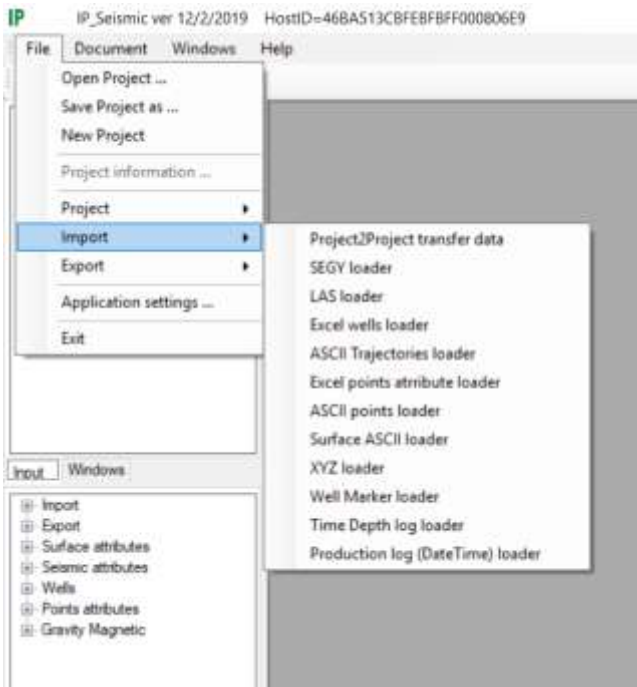 IP IP_Seismic ver 12/2/2019 HostID=46BA513CBFEBFBFF000806E9
File Document Windows Help
Open Project ...
Save Project as ...
New Project
Project information ...
Project
Import
Export
Application settings ...
Exit
Project2Project transfer data
SEGY loader
LAS loader
Excel wells loader
ASCII Trajectories loader
Excel points atrribute loader
ASCII points loader
Surface ASCII loader
XYZ loader
Well Marker loader
Time Depth log loader
Production log (DateTime) loader
Input Windows
Import
Export
Surface attributes
Seismic attributes
Wells
Points attributes
Gravity Magnetic